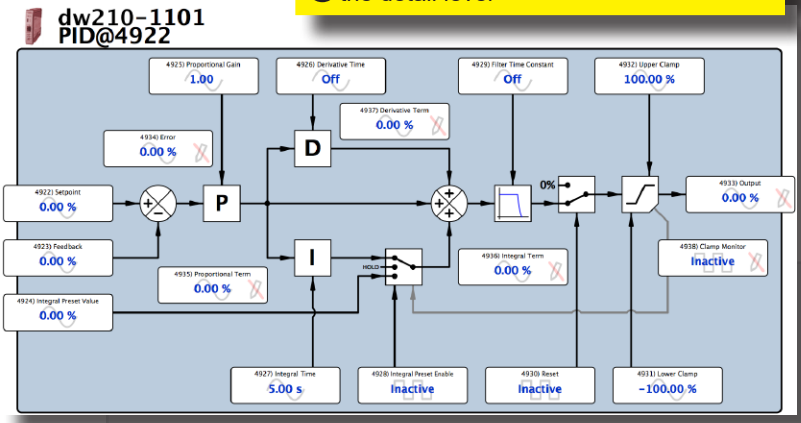 the detail level
dw210-1101
PID@4922
4925) Proportional Gain
1.00
4926) Derivative Time
Off
4929) Filter Time Constant
Off
4932) Upper Clamp
100.00 %
4937) Derivative Term
0.00 %
4934) Error
0.00 %
D
0%
4922) Setpoint
0.00 %
+
−
P
+
+
+
4933) Output
0.00 %
4923) Feedback
0.00 %
I
HOLD
4938) Clamp Monitor
Inactive
4936) Integral Term
0.00 %
4935) Proportional Term
0.00 %
4924) Integral Preset Value
0.00 %
4927) Integral Time
5.00 s
4928) Integral Preset Enable
Inactive
4930) Reset
Inactive
4931) Lower Clamp
-100.00 %